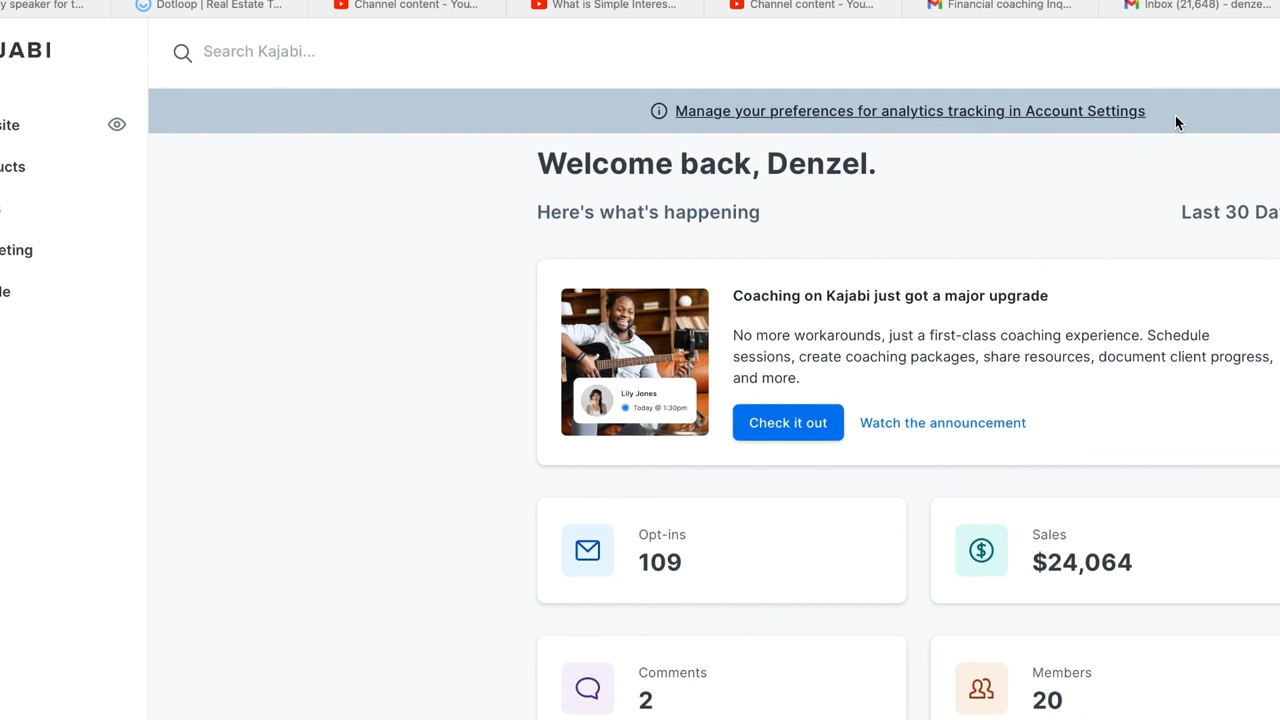 y speaker for t...
Dotloop | Real Estate T...
Channel content - You...
What is Simple Interes...
Channel content - You...
Financial coaching Inq...
Inbox (21,648) - denze...
JABI
Search Kajabi...
site
Manage your preferences for analytics tracking in Account Settings
ucts
Welcome back, Denzel.
Here's what's happening
Last 30 Da
eting
le
Coaching on Kajabi just got a major upgrade
No more workarounds, just a first-class coaching experience. Schedule
sessions, create coaching packages, share resources, document client progress,
and more.
Lily Jones
Today @ 1:30pm
Check it out
Watch the announcement
Opt-ins
109
Sales
$24,064
Comments
2
Members
20